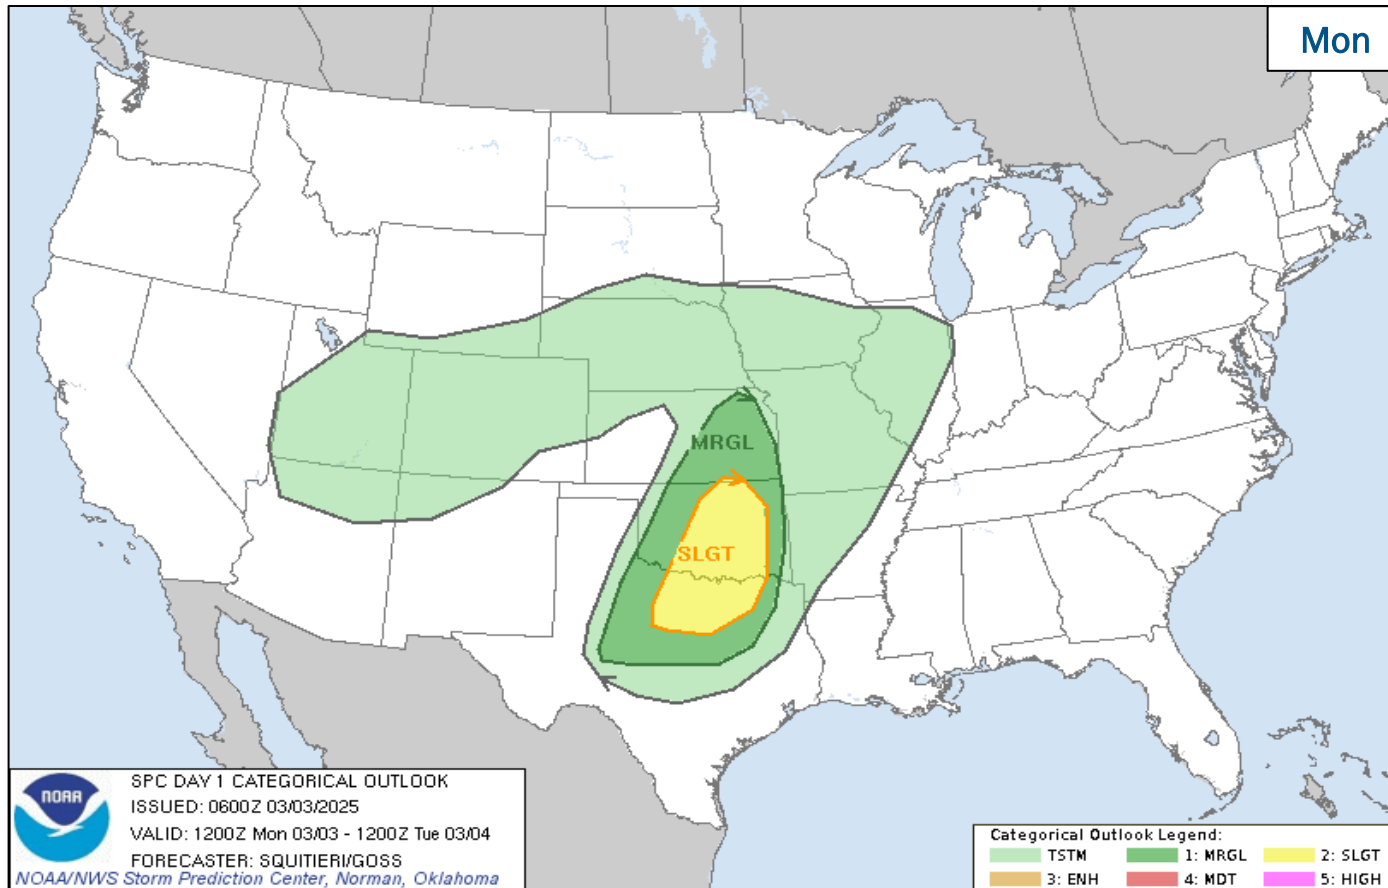 Mon
MRGL
SLGT
NOAA
SPC DAY 1 CATEGORICAL OUTLOOK
ISSUED: 0600Z 03/03/2025
VALID: 1200Z Mon 03/03 - 1200Z Tue 03/04
FORECASTER: SQUITIERI/GOSS
NOAA/NWS Storm Prediction Center, Norman, Oklahoma
Categorical Outlook Legend:
TSTM 1: MRGL 2: SLGT
3: ENH 4: MDT 5: HIGH